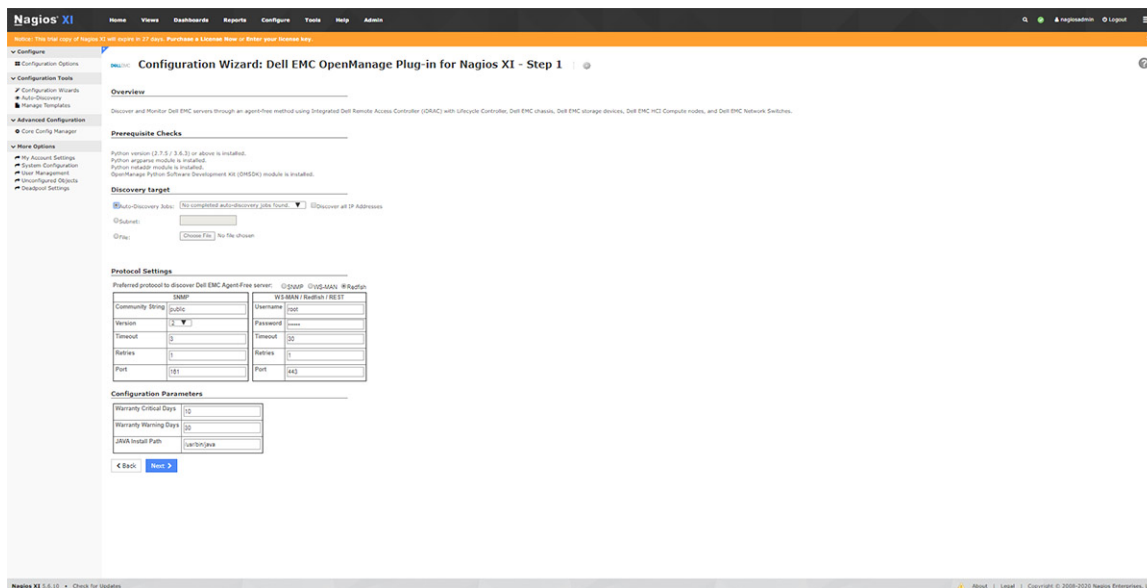 Nagios XI
Home Views Dashboards Reports Configure Tools Help Admin
nagiosadmin Logout
Notice: This trial copy of Nagios XI will expire in 27 days. Purchase a License Now or Enter your license key.
Configure
Configuration Options
Configuration Tools
Configuration Wizards
Auto-Discovery
Manage Templates
Advanced Configuration
Core Config Manager
More Options
My Account Settings
System Configuration
User Management
Unconfigured Objects
Deadpool Settings
DELL EMC Configuration Wizard: Dell EMC OpenManage Plug-in for Nagios XI - Step 1
Overview
Discover and Monitor Dell EMC servers through an agent-free method using Integrated Dell Remote Access Controller (iDRAC) with Lifecycle Controller, Dell EMC chassis, Dell EMC storage devices, Dell EMC HCI Compute nodes, and Dell EMC Network Switches.
Prerequisite Checks
Python version (2.7.5 / 3.6.3) or above is installed.
Python argparse module is installed.
Python netaddr module is installed.
OpenManage Python Software Development Kit (OMSDK) module is installed.
Discovery target
Auto-Discovery Jobs: No completed auto-discovery jobs found. Discover all IP Addresses
Subnet:
File: Choose File No file chosen
Protocol Settings
Preferred protocol to discover Dell EMC Agent-Free server: SNMP WS-MAN Redfish
SNMP WS-MAN / Redfish / REST
Community String public Username root
Version 2 Password
Timeout 3 Timeout 30
Retries 1 Retries 1
Port 161 Port 443
Configuration Parameters
Warranty Critical Days 10
Warranty Warning Days 30
JAVA Install Path /usr/bin/java
Back Next
Nagios XI 5.6.10 • Check for Updates
About | Legal | Copyright © 2008-2020 Nagios Enterprises,